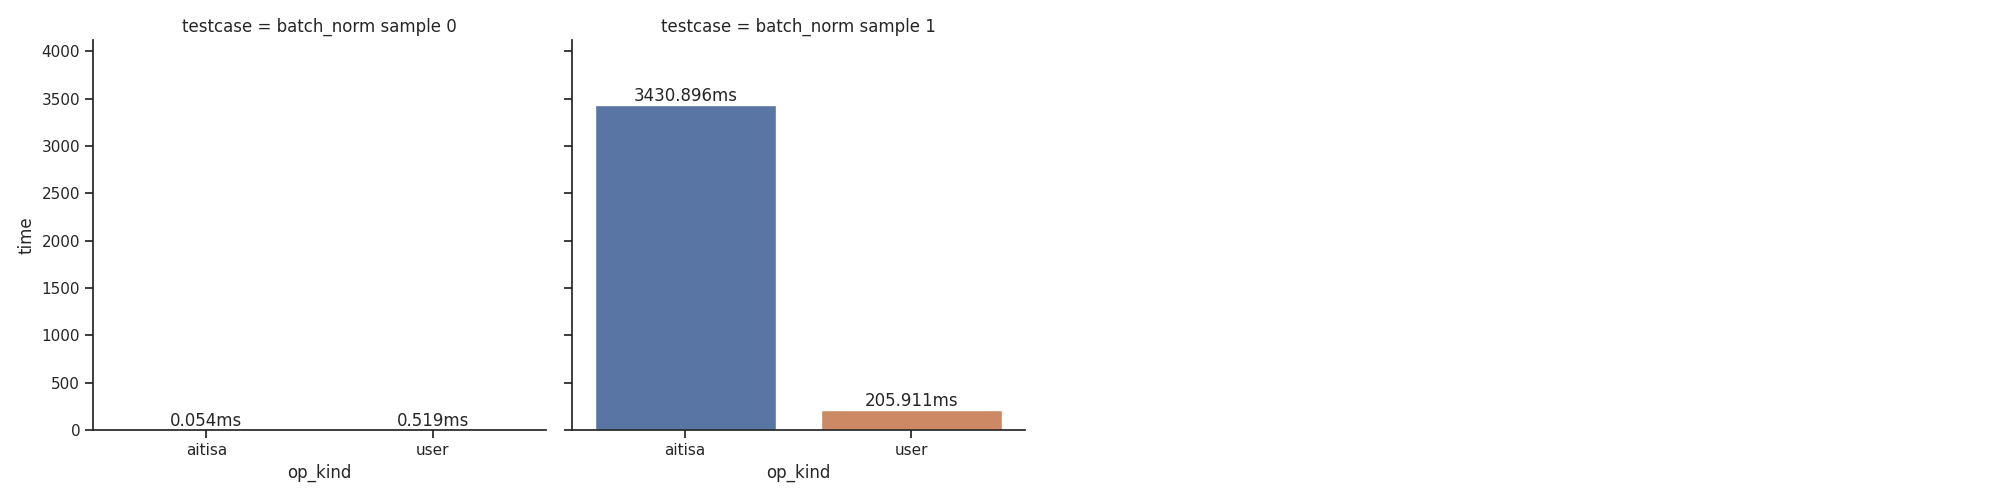 testcase = batch_norm sample 0
testcase = batch_norm sample 1
4000
3500
3000
2500
2000
1500
1000
500
0
time
3430.896ms
205.911ms
0.054ms
0.519ms
aitisa
user
aitisa
user
op_kind
op_kind